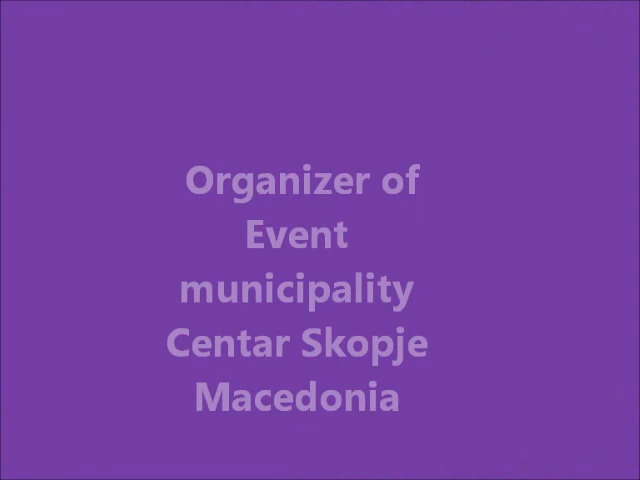 Organizer of
Event
municipality
Centar Skopje
Macedonia